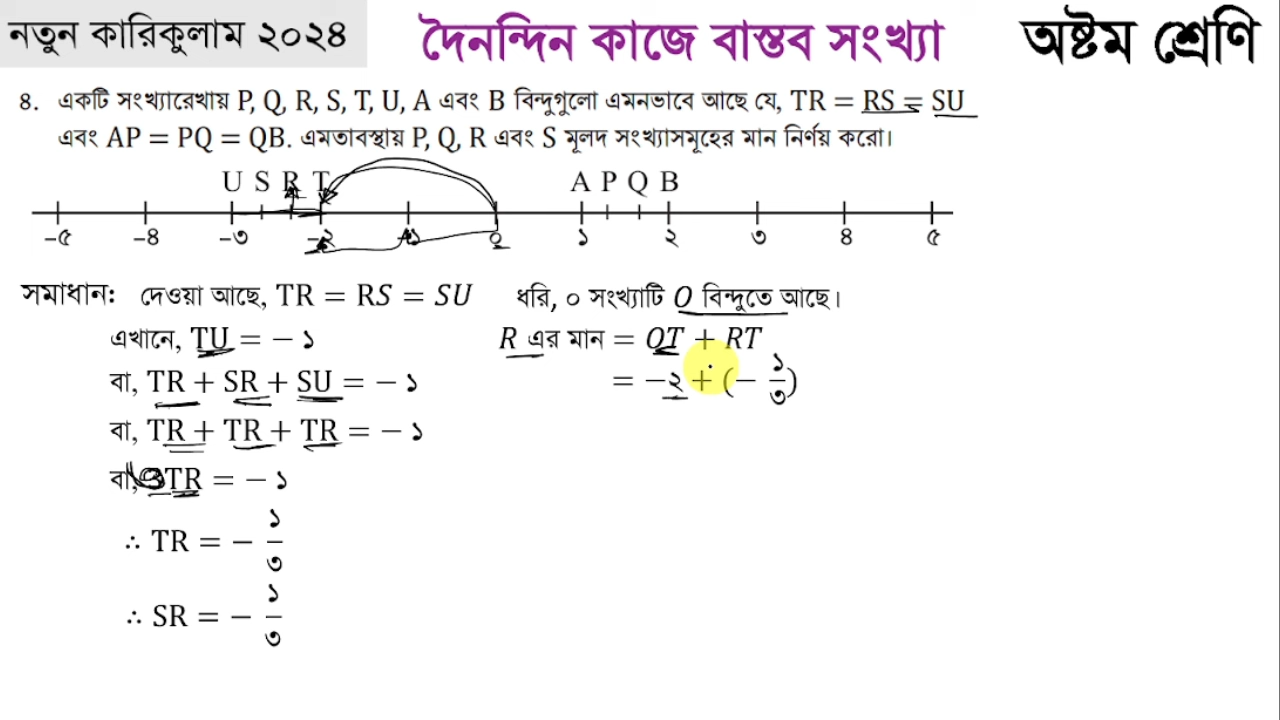 নতুন কারিকুলাম ২০২৪
দৈনন্দিন কাজে বাস্তব সংখ্যা
অষ্টম শ্রেণি
৪. একটি সংখ্যারেখায় P, Q, R, S, T, U, A এবং B বিন্দুগুলো এমনভাবে আছে যে, TR = RS = SU
এবং AP = PQ = QB. এমতাবস্থায় P, Q, R এবং S মূলদ সংখ্যাসমূহের মান নির্ণয় করো।
U S R T A P Q B
-৫ -৪ -৩ -২ -১ ০ ১ ২ ৩ ৪ ৫
সমাধান: দেওয়া আছে, TR = RS = SU
এখানে, TU = − ১
বা, TR + SR + SU = − ১
বা, TR + TR + TR = − ১
বা, ৩TR = − ১
∴ TR = − ১/৩
∴ SR = − ১/৩
ধরি, ০ সংখ্যাটি O বিন্দুতে আছে।
R এর মান = OT + RT
= −২ + (− ১/৩)